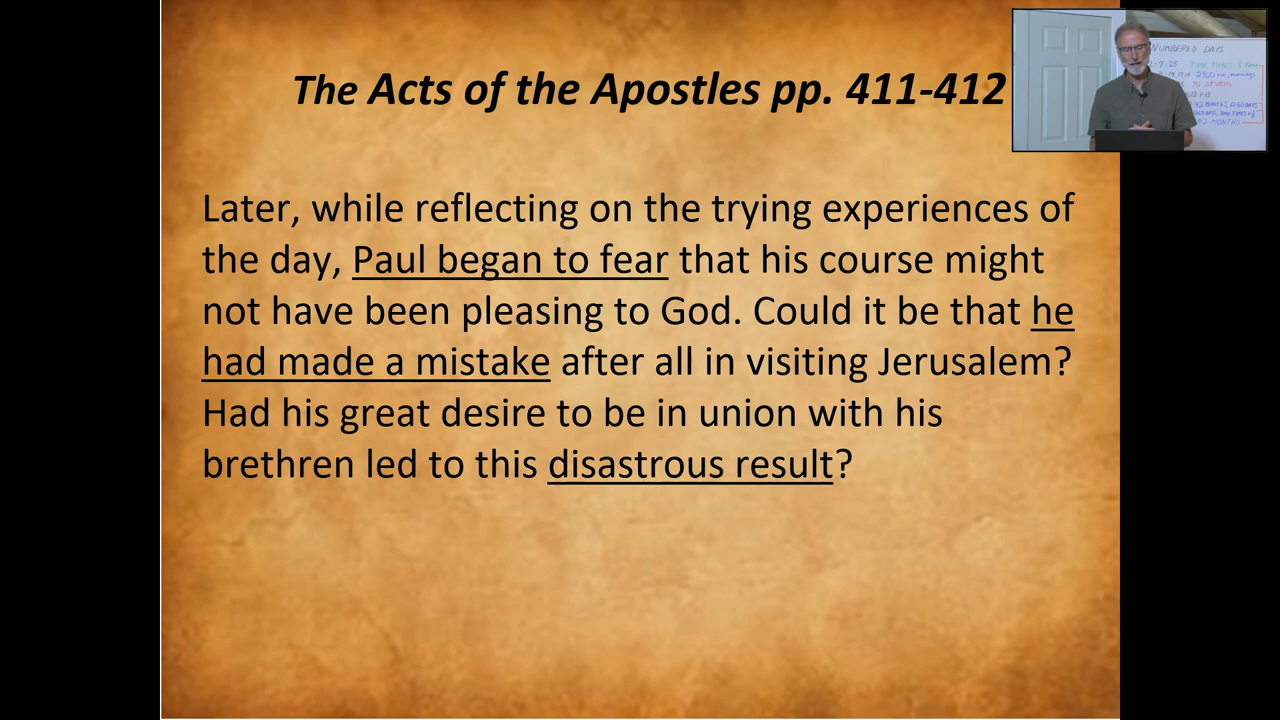 The Acts of the Apostles pp. 411-412
NUMBERED DAYS
Later, while reflecting on the trying experiences of
the day, Paul began to fear that his course might
not have been pleasing to God. Could it be that he
had made a mistake after all in visiting Jerusalem?
Had his great desire to be in union with his
brethren led to this disastrous result?